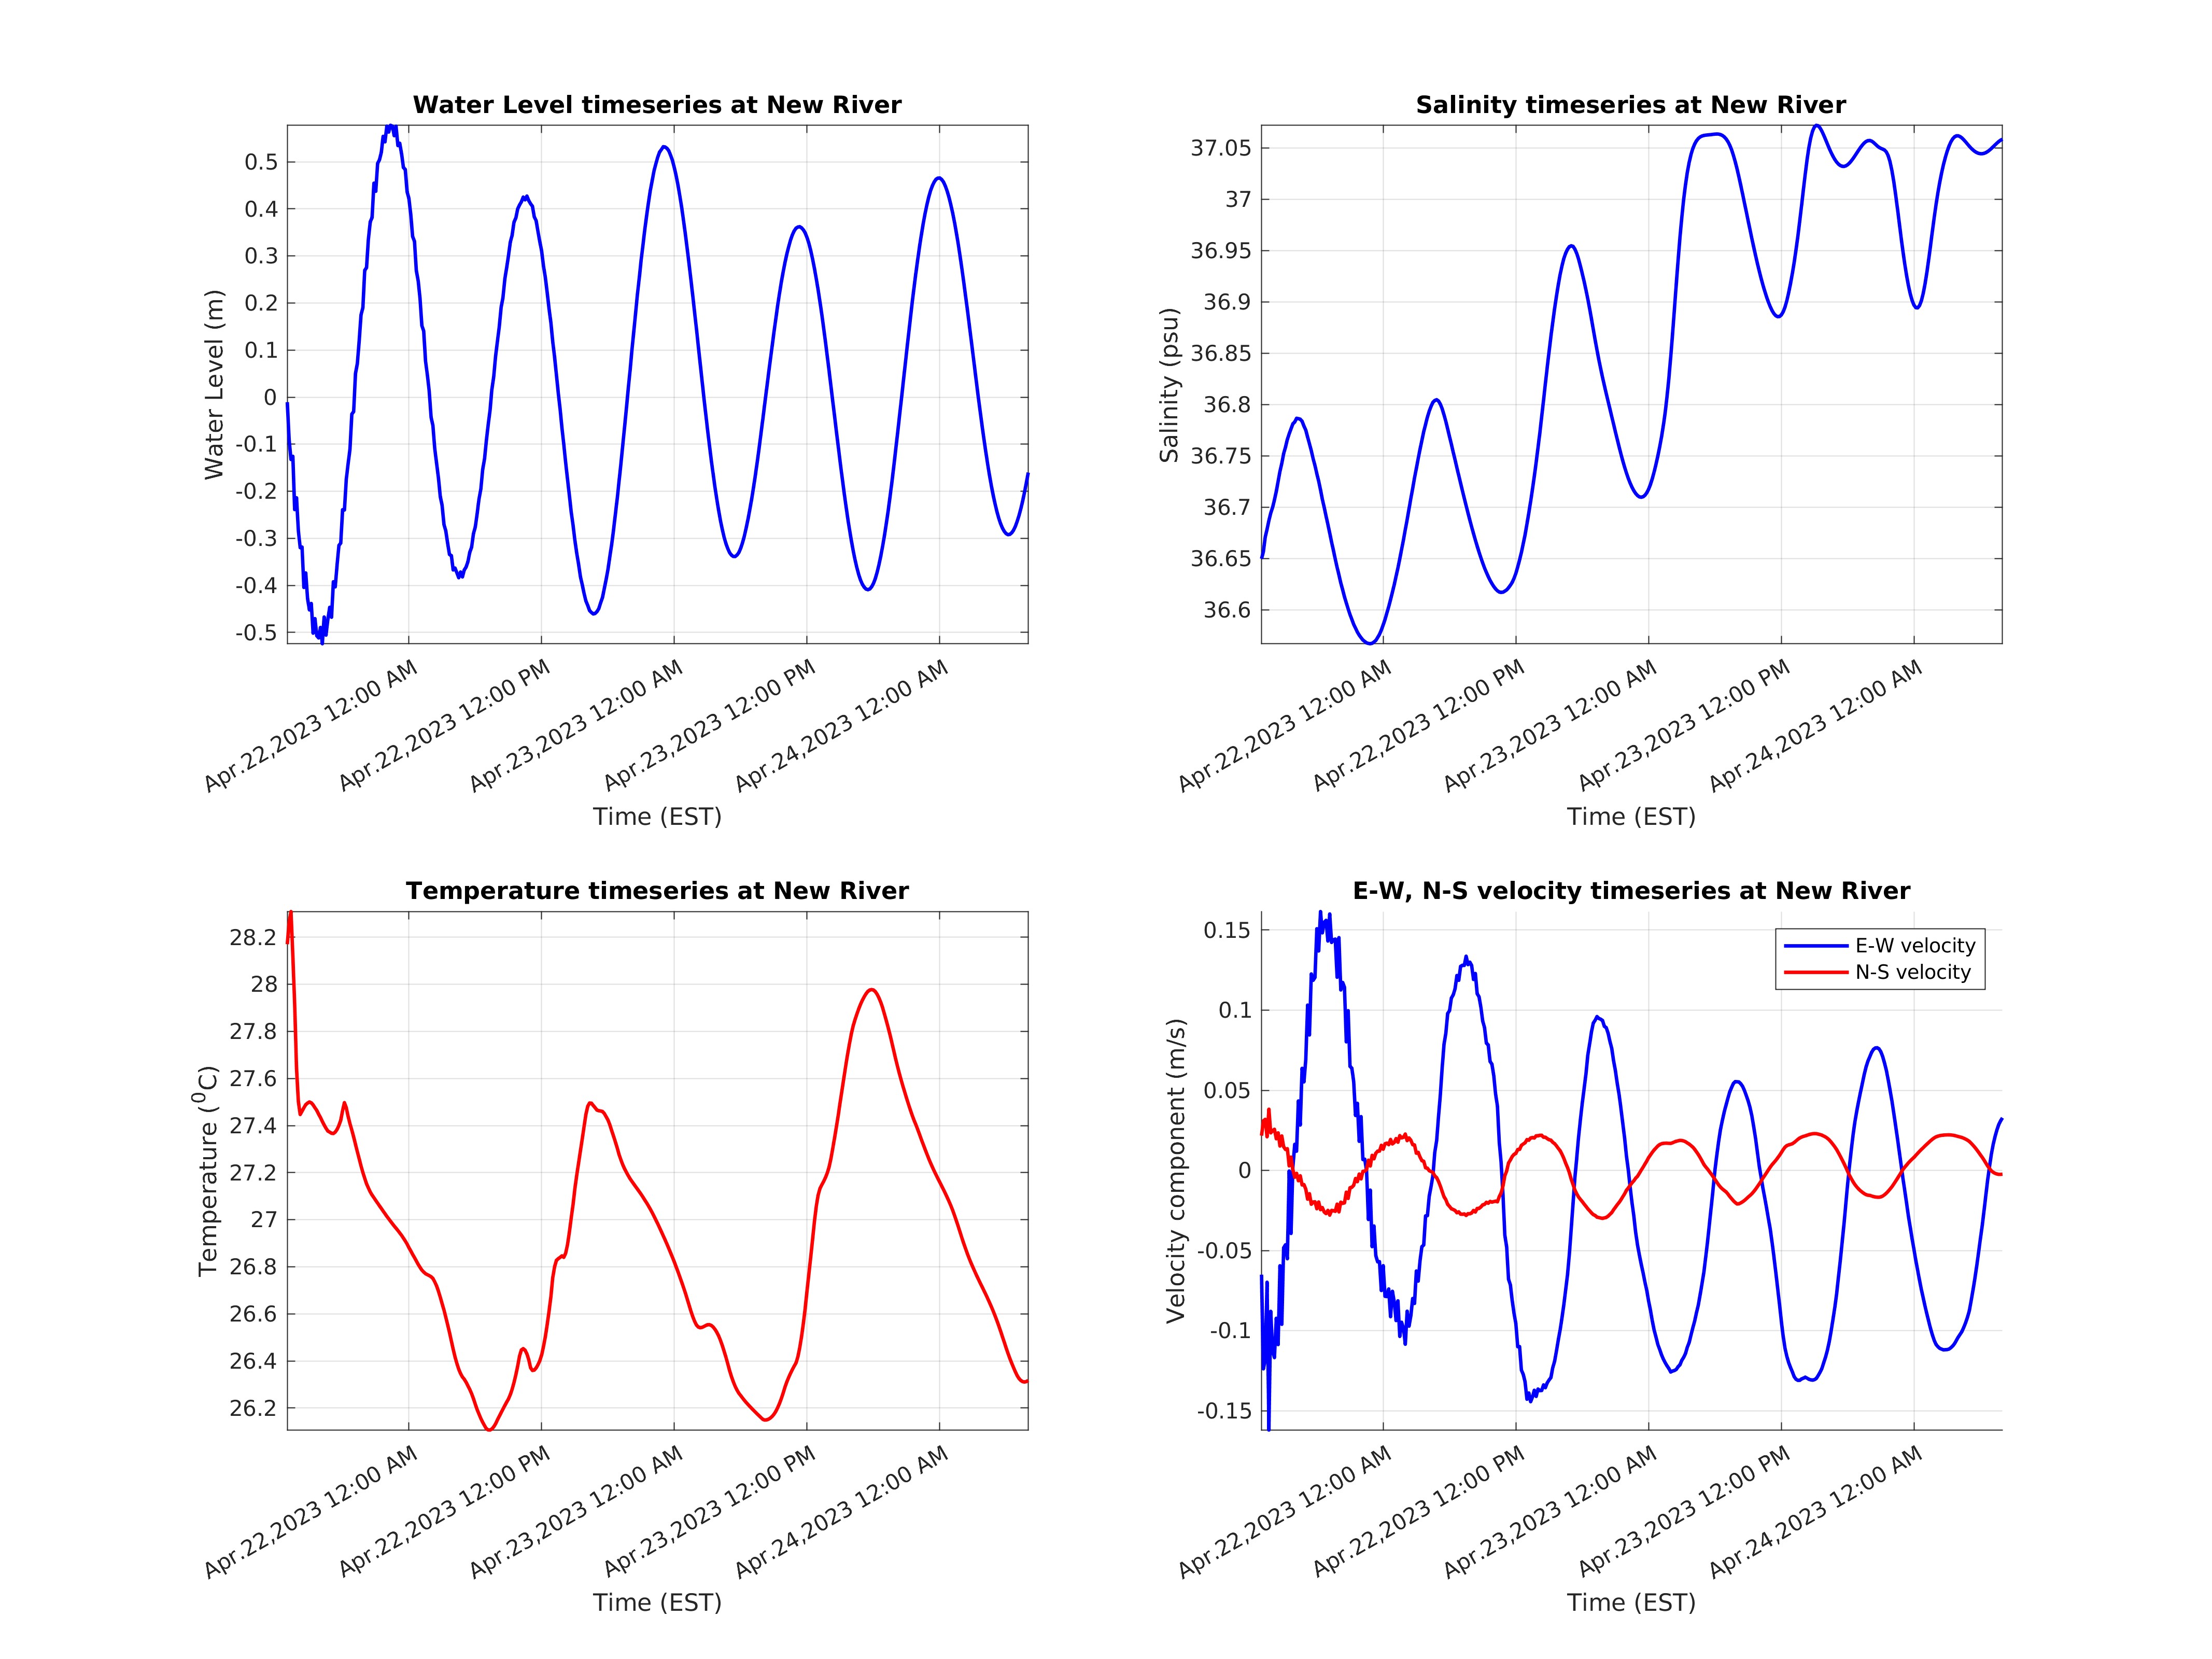 Water Level timeseries at New River
Water Level (m)
0.5
0.4
0.3
0.2
0.1
0
-0.1
-0.2
-0.3
-0.4
-0.5
Apr.22,2023 12:00 AM
Apr.22,2023 12:00 PM
Apr.23,2023 12:00 AM
Apr.23,2023 12:00 PM
Apr.24,2023 12:00 AM
Time (EST)
Salinity timeseries at New River
Salinity (psu)
37.05
37
36.95
36.9
36.85
36.8
36.75
36.7
36.65
36.6
Apr.22,2023 12:00 AM
Apr.22,2023 12:00 PM
Apr.23,2023 12:00 AM
Apr.23,2023 12:00 PM
Apr.24,2023 12:00 AM
Time (EST)
Temperature timeseries at New River
Temperature (⁰C)
28.2
28
27.8
27.6
27.4
27.2
27
26.8
26.6
26.4
26.2
Apr.22,2023 12:00 AM
Apr.22,2023 12:00 PM
Apr.23,2023 12:00 AM
Apr.23,2023 12:00 PM
Apr.24,2023 12:00 AM
Time (EST)
E-W, N-S velocity timeseries at New River
Velocity component (m/s)
0.15
0.1
0.05
0
-0.05
-0.1
-0.15
E-W velocity
N-S velocity
Apr.22,2023 12:00 AM
Apr.22,2023 12:00 PM
Apr.23,2023 12:00 AM
Apr.23,2023 12:00 PM
Apr.24,2023 12:00 AM
Time (EST)